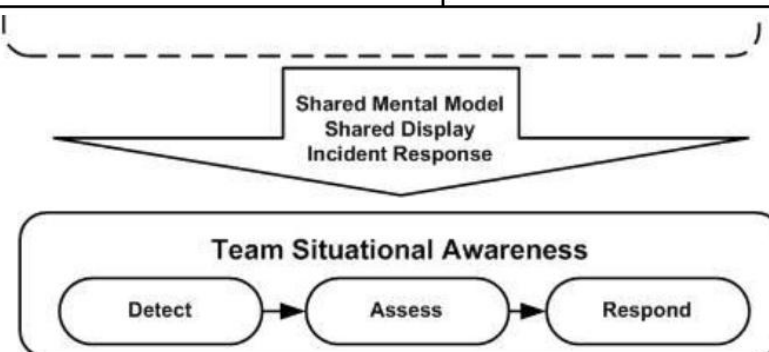 Shared Mental Model
Shared Display
Incident Response
Team Situational Awareness
Detect Assess Respond